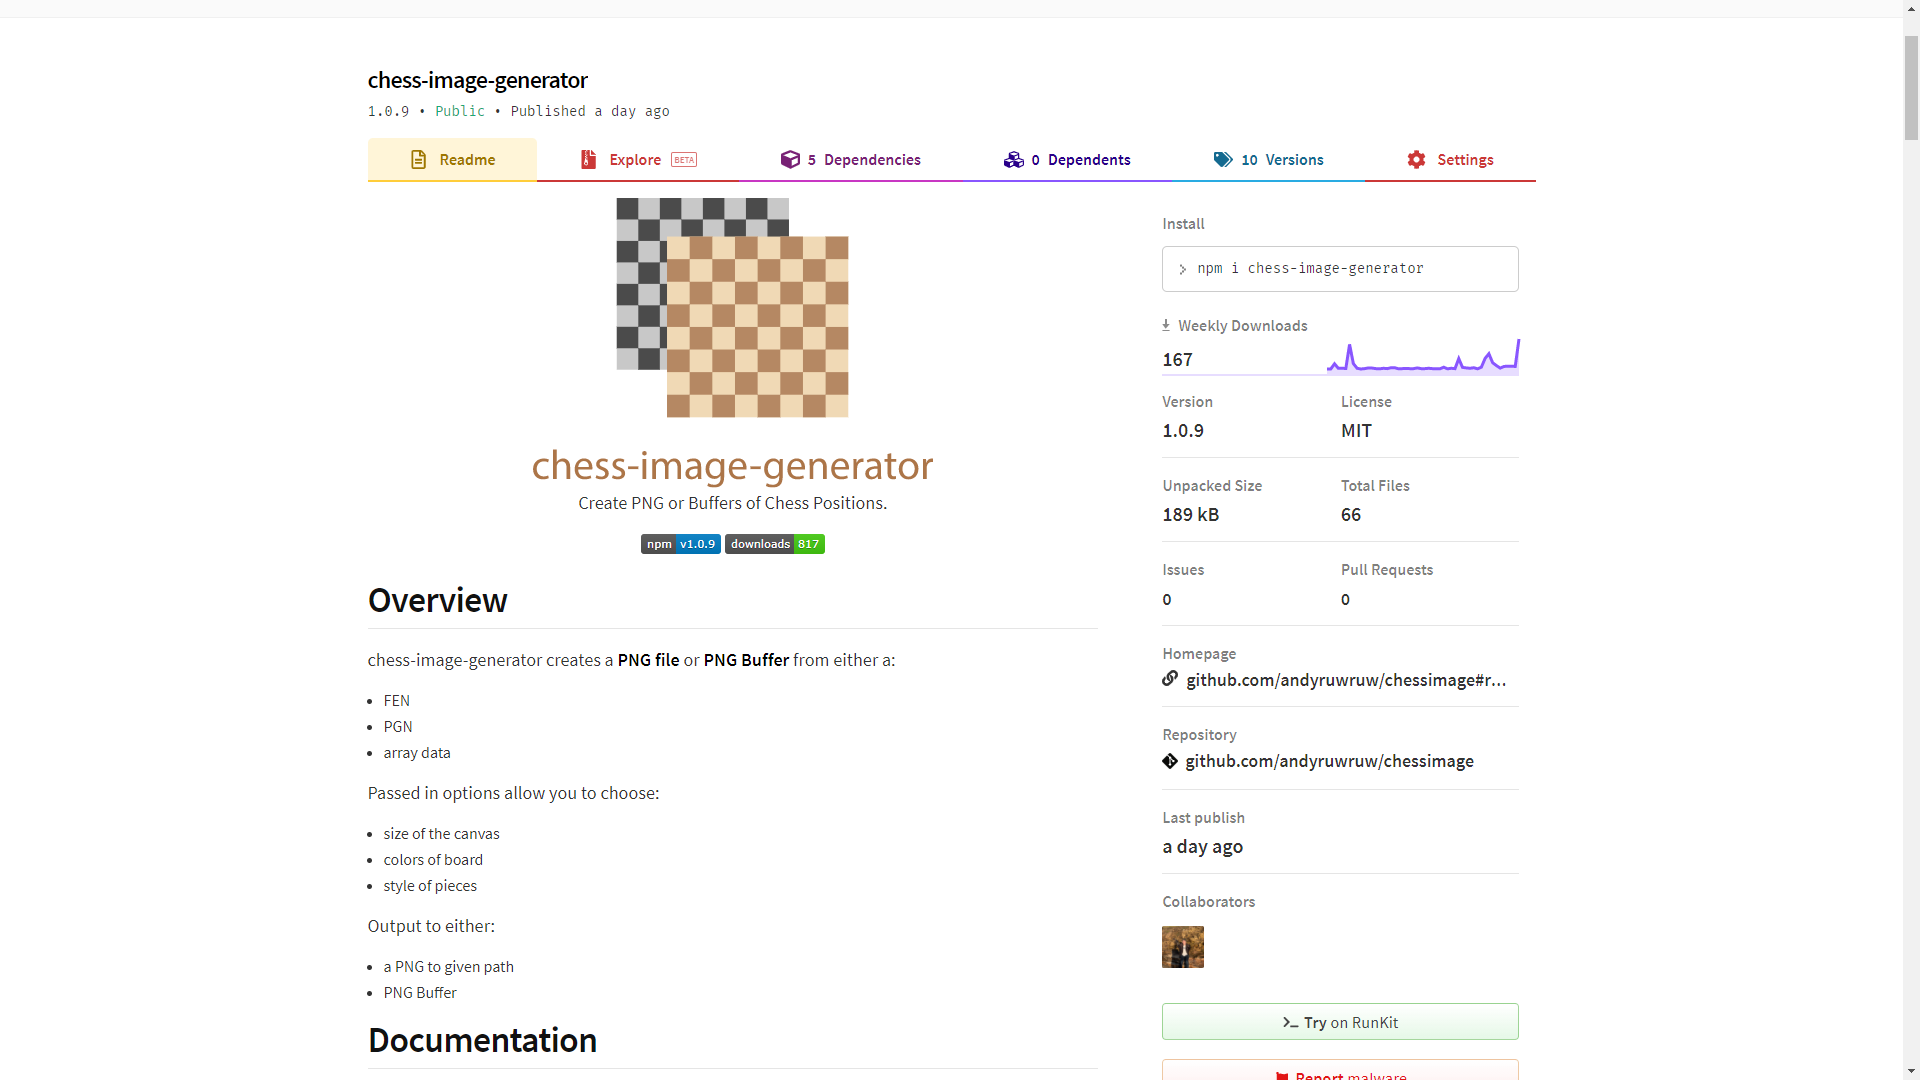 chess-image-generator
1.0.9 • Public • Published a day ago
Readme
Explore BETA
5 Dependencies
0 Dependents
10 Versions
Settings
chess-image-generator
Create PNG or Buffers of Chess Positions.
npm v1.0.9 downloads 817
Overview
chess-image-generator creates a PNG file or PNG Buffer from either a:
• FEN
• PGN
• array data
Passed in options allow you to choose:
• size of the canvas
• colors of board
• style of pieces
Output to either:
• a PNG to given path
• PNG Buffer
Documentation
Install
> npm i chess-image-generator
Weekly Downloads
167
Version License
1.0.9 MIT
Unpacked Size Total Files
189 kB 66
Issues Pull Requests
0 0
Homepage
github.com/andyruwruw/chessimage#r...
Repository
github.com/andyruwruw/chessimage
Last publish
a day ago
Collaborators
Try on RunKit
Report malware